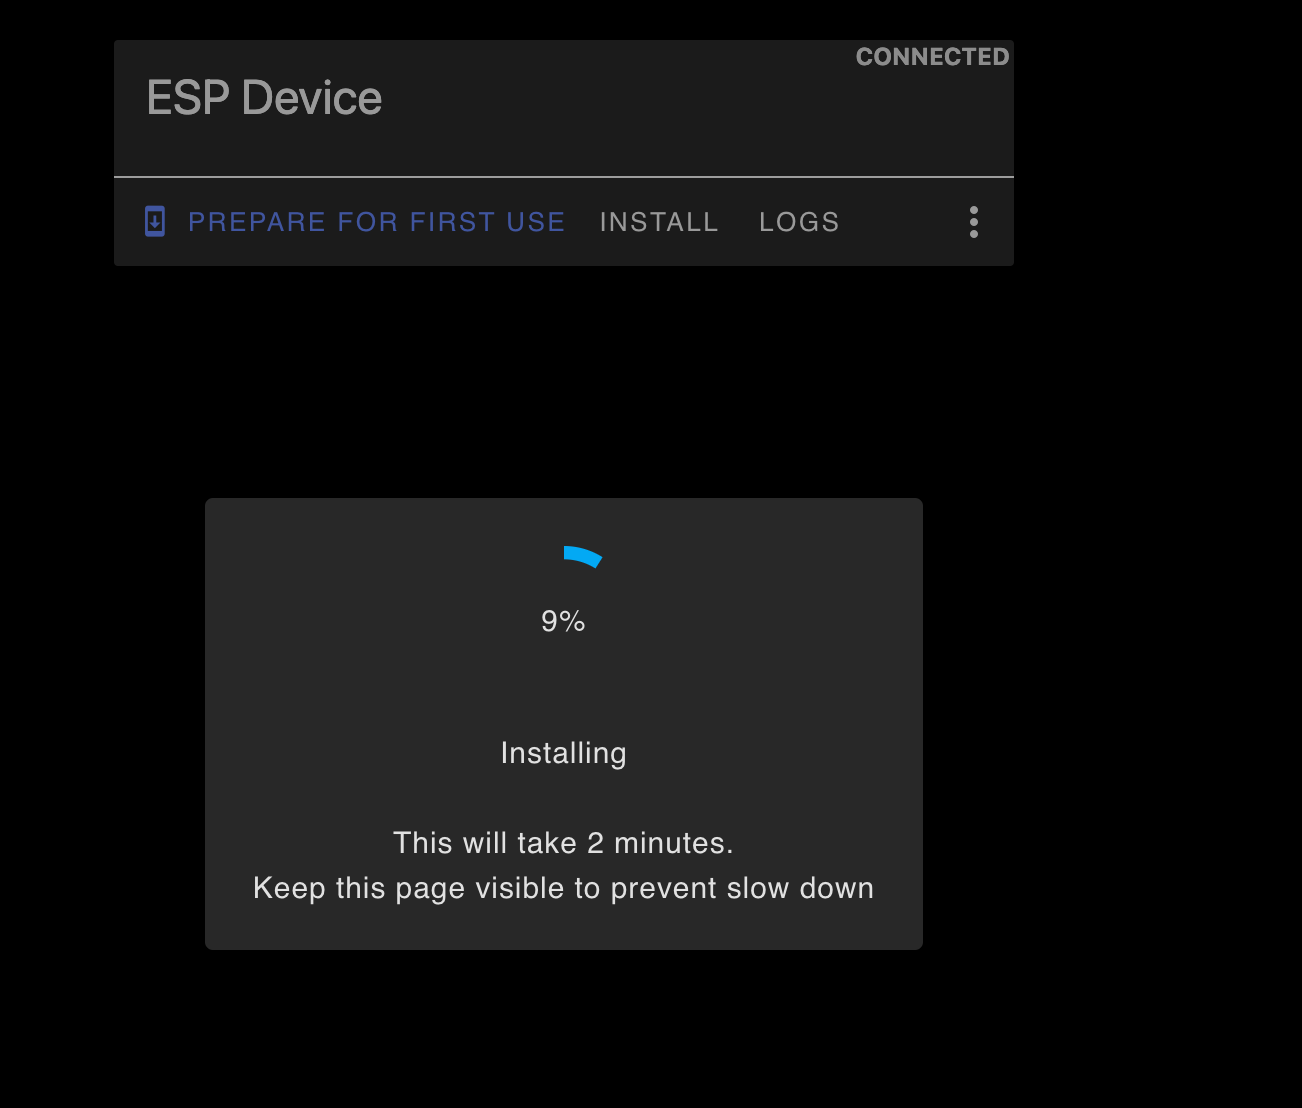 CONNECTED
ESP Device
PREPARE FOR FIRST USE INSTALL LOGS
9%
Installing
This will take 2 minutes.
Keep this page visible to prevent slow down